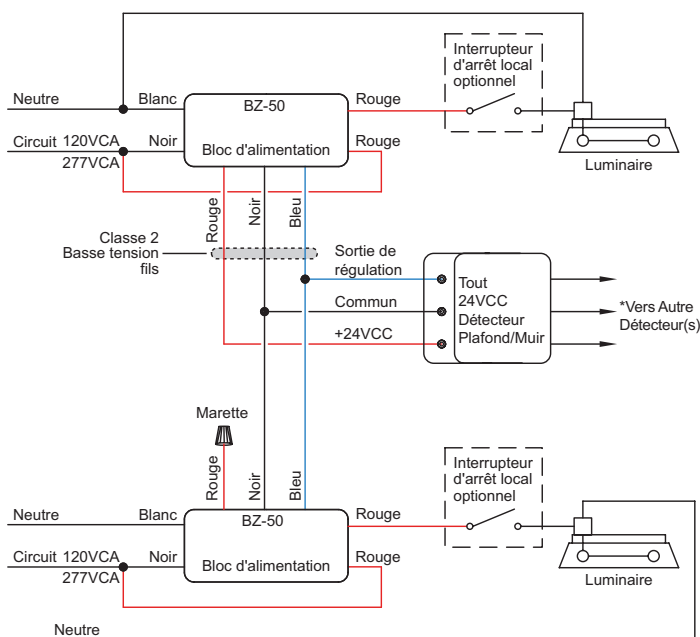 Interrupteur
d'arrêt local
optionnel
Neutre
Blanc
BZ-50
Rouge
Circuit 120VCA
277VCA
Noir
Bloc d'alimentation
Rouge
Luminaire
Rouge
Noir
Bleu
Classe 2
Basse tension
fils
Sortie de
régulation
Commun
+24VCC
Tout
24VCC
Détecteur
Plafond/Muir
*Vers Autre
Détecteur(s)
Marette
Rouge
Noir
Bleu
Interrupteur
d'arrêt local
optionnel
Neutre
Blanc
BZ-50
Rouge
Circuit 120VCA
277VCA
Noir
Bloc d'alimentation
Rouge
Luminaire
Neutre